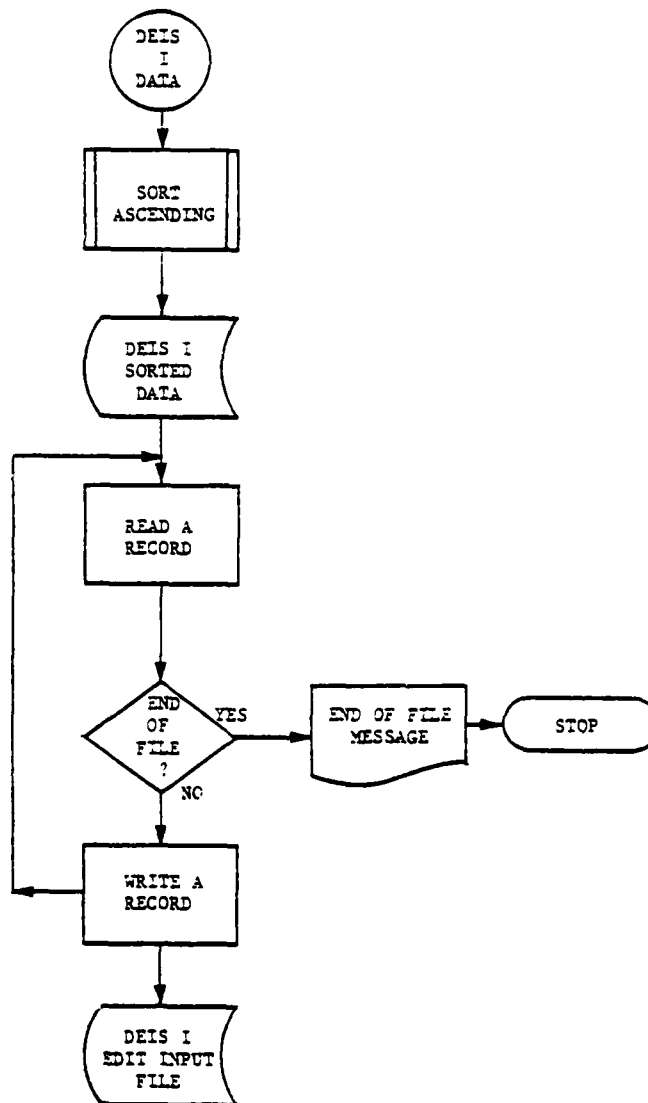 DEIS
I
DATA
SORT
ASCENDING
DEIS I
SORTED
DATA
READ A
RECORD
END
OF
FILE
?
YES
NO
END OF FILE
MESSAGE
STOP
WRITE A
RECORD
DEIS I
EDIT INPUT
FILE